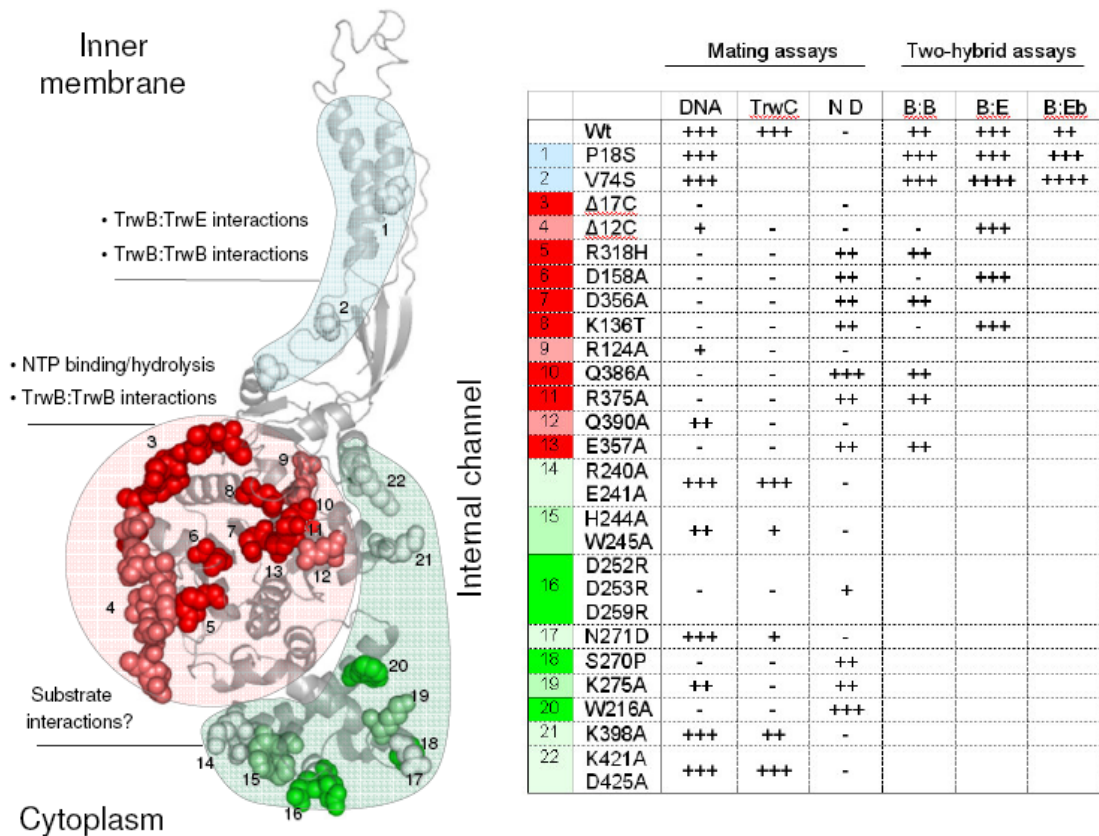 Inner
membrane
• TrwB:TrwE interactions
• TrwB:TrwB interactions
• NTP binding/hydrolysis
• TrwB:TrwB interactions
Substrate
interactions?
Cytoplasm
Internal channel
1
2
3
9
22
8
10
7
11
21
6
13
12
4
5
20
19
18
14
15
17
16
Mating assays Two-hybrid assays
DNA TrwC N D B:B B:E B:Eb
Wt +++ +++ - ++ +++ ++
1 P18S +++ +++ +++ +++
2 V74S +++ +++ ++++ ++++
3 Δ17C - - -
4 Δ12C + - - - +++
5 R318H - - ++ ++
6 D158A - - ++ - +++
7 D356A - - ++ ++
8 K136T - - ++ - +++
9 R124A + - -
10 Q386A - - +++ ++
11 R375A - - ++ ++
12 Q390A ++ - -
13 E357A - - ++ ++
14 R240A
E241A +++ +++ -
15 H244A
W245A ++ + -
D252R
16 D253R - - +
D259R
17 N271D +++ + -
18 S270P - - ++
19 K275A ++ - ++
20 W216A - - +++
21 K398A +++ ++ -
22 K421A
D425A +++ +++ -